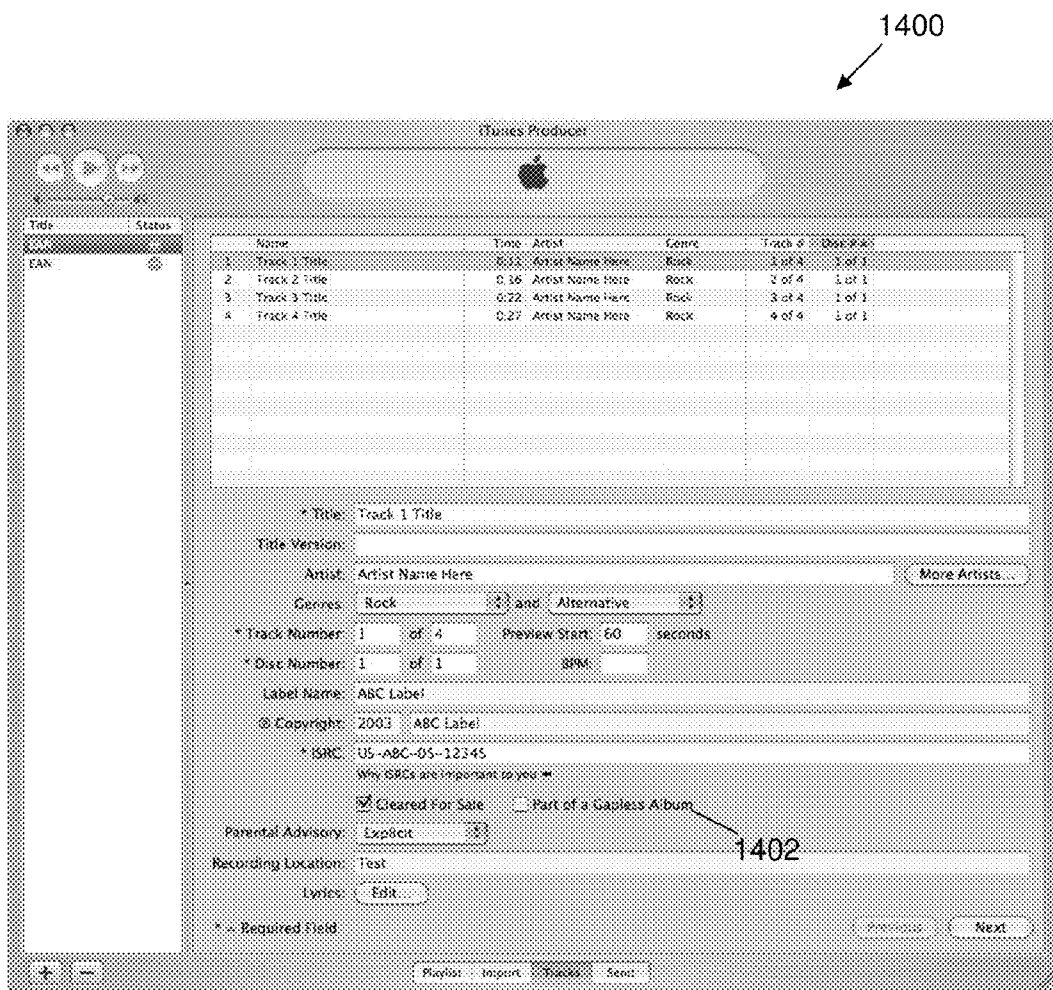 1400
iTunes Producer
Title Status
EAN
Name Time Artist Genre Track # Disc #
1 Track 1 Title 0:11 Artist Name Here Rock 1 of 4 1 of 1
2 Track 2 Title 0:16 Artist Name Here Rock 2 of 4 1 of 1
3 Track 3 Title 0:22 Artist Name Here Rock 3 of 4 1 of 1
4 Track 4 Title 0:27 Artist Name Here Rock 4 of 4 1 of 1
* Title: Track 1 Title
Title Version:
Artist: Artist Name Here More Artists...
Genres: Rock and Alternative
* Track Number: 1 of 4 Preview Start: 60 seconds
* Disc Number: 1 of 1 BPM:
Label Name: ABC Label
℗ Copyright: 2003 ABC Label
* ISRC: US-ABC-05-12345
Why ISRCs are important to you
Cleared For Sale Part of a Gapless Album
1402
Parental Advisory: Explicit
Recording Location: Test
Lyrics: Edit...
* = Required Field
Previous Next
+ - Playlist Import Tracks Send